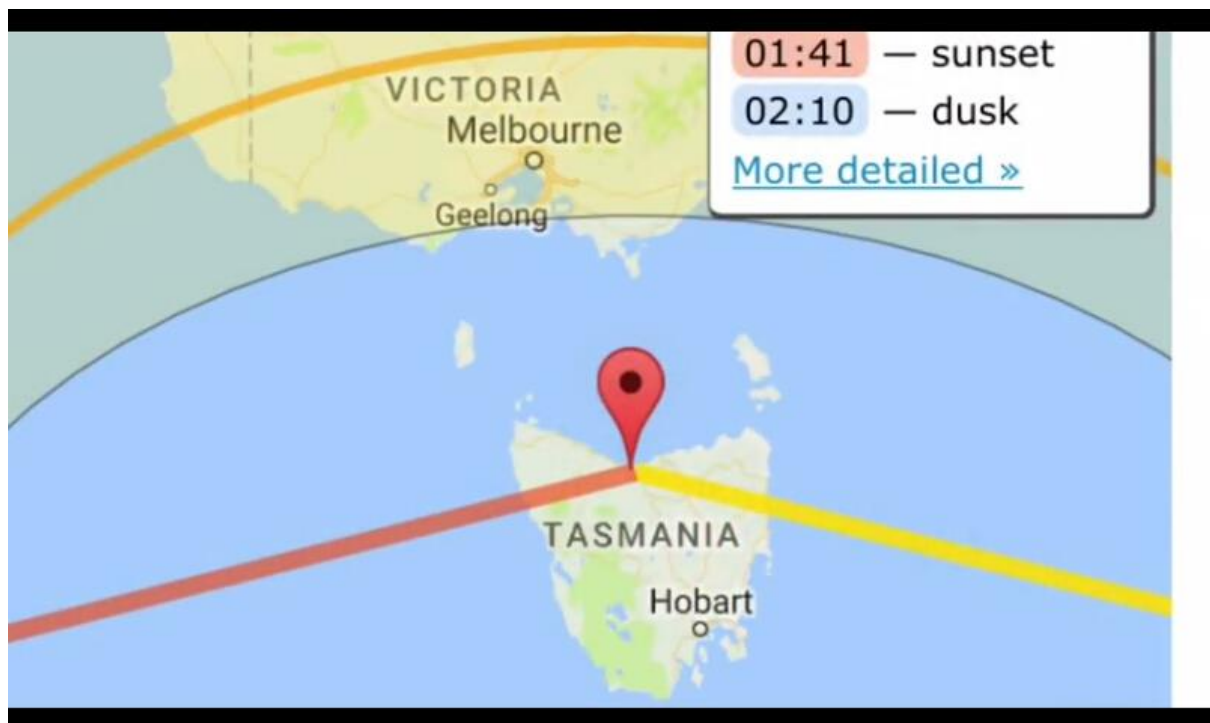 01:41 — sunset
02:10 — dusk
More detailed »
VICTORIA
Melbourne
Geelong
TASMANIA
Hobart